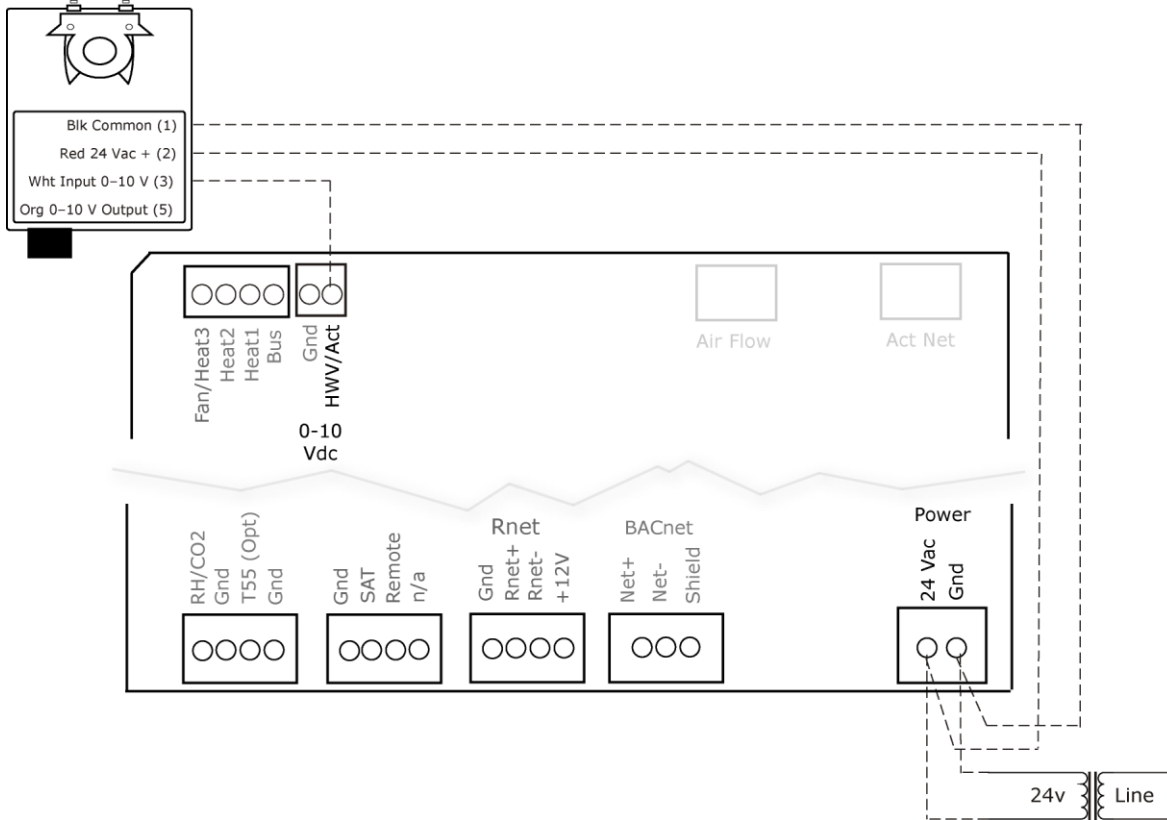 Blk Common (1)
Red 24 Vac + (2)
Wht Input 0–10 V (3)
Org 0–10 V Output (5)
Fan/Heat3
Heat2
Heat1
Bus
Gnd
HWV/Act
0-10
Vdc
Air Flow
Act Net
RH/CO2
Gnd
T55 (Opt)
Gnd
Gnd
SAT
Remote
n/a
Rnet
Gnd
Rnet+
Rnet-
+12V
BACnet
Net+
Net-
Shield
Power
24 Vac
Gnd
24v
Line